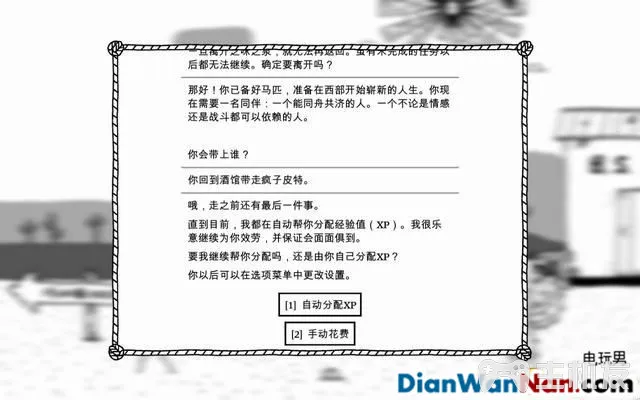 一旦离开之味之泉，就无法再返回。虽有未完成的任务以
后都无法继续。确定要离开吗？
那好！你已备好马匹，准备在西部开始崭新的人生。你现
在需要一名同伴：一个能同舟共济的人。一个不论是情感
还是战斗都可以依赖的人。
你会带上谁？
你回到酒馆带走疯子皮特。
哦，走之前还有最后一件事。
直到目前，我都在自动帮你分配经验值（XP）。我很乐
意继续为你效劳，并保证会面面俱到。
要我继续帮你分配吗，还是由你自己分配XP？
你以后可以在选项菜单中更改设置。
[1] 自动分配XP
[2] 手动花费
B.S.
电玩男
DianWanNan.com